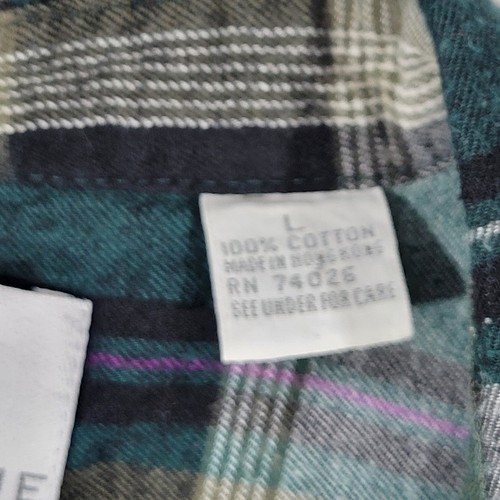 L
100% COTTON
MADE IN HONG KONG
RN 74026
SEE UNDER FOR CARE